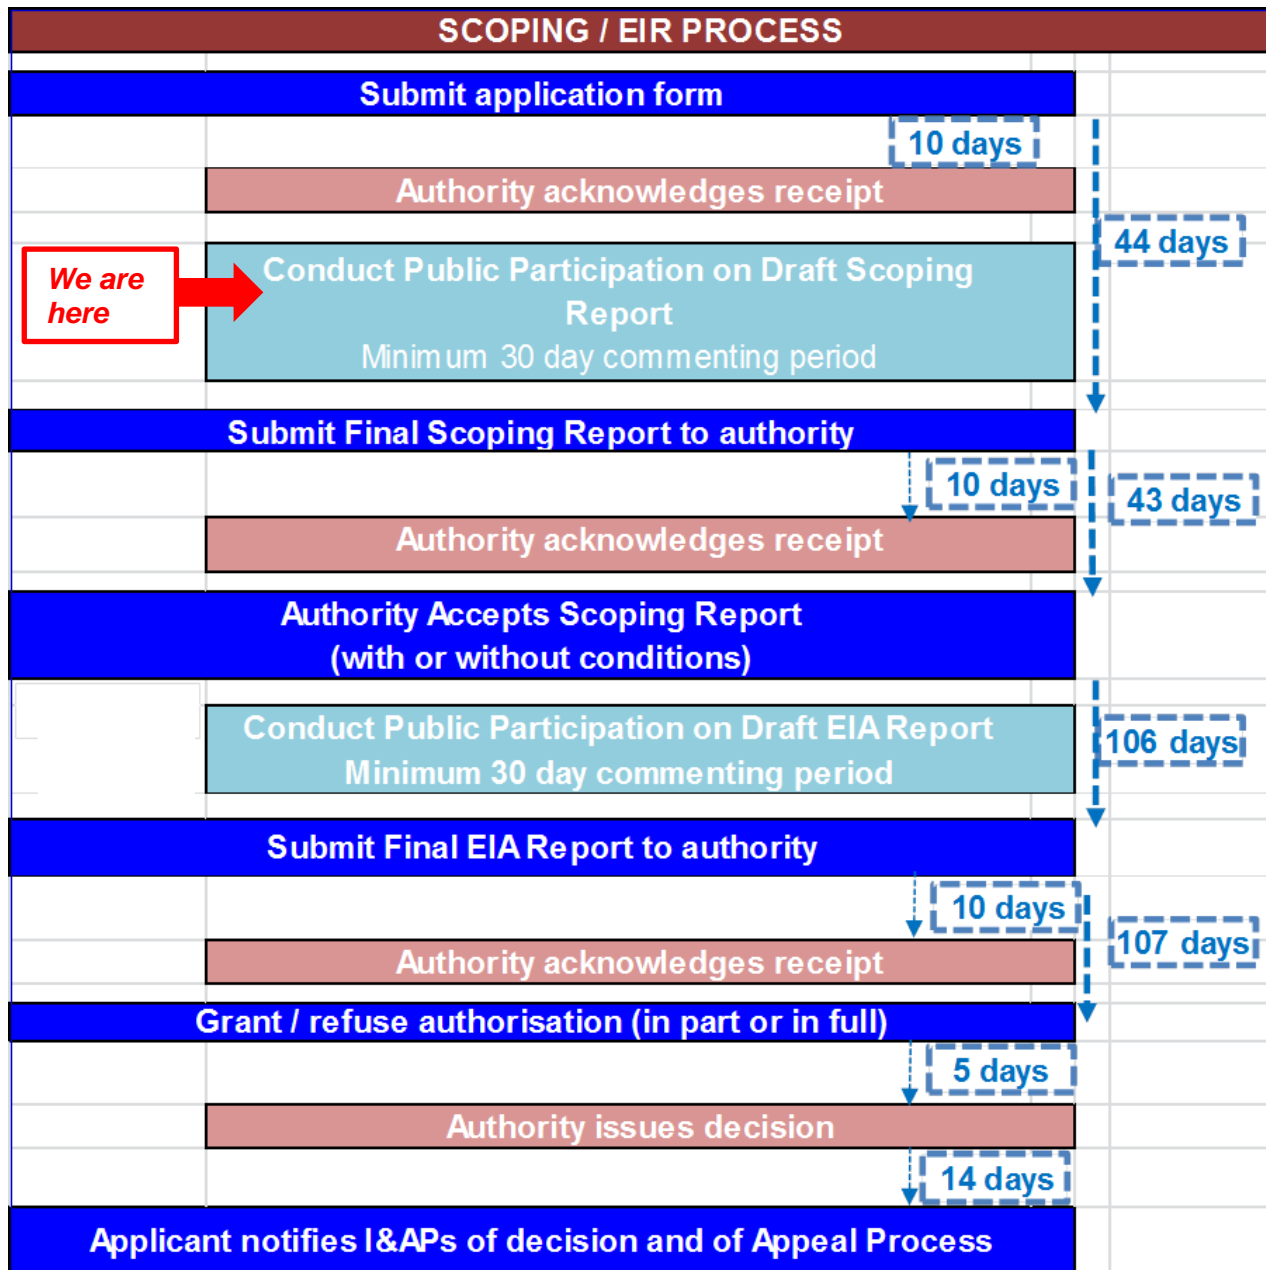 SCOPING / EIR PROCESS
Submit application form
10 days
Authority acknowledges receipt
44 days
We are
here
Conduct Public Participation on Draft Scoping
Report
Minimum 30 day commenting period
Submit Final Scoping Report to authority
10 days
43 days
Authority acknowledges receipt
Authority Accepts Scoping Report
(with or without conditions)
Conduct Public Participation on Draft EIA Report
Minimum 30 day commenting period
106 days
Submit Final EIA Report to authority
10 days
107 days
Authority acknowledges receipt
Grant / refuse authorisation (in part or in full)
5 days
Authority issues decision
14 days
Applicant notifies I&APs of decision and of Appeal Process